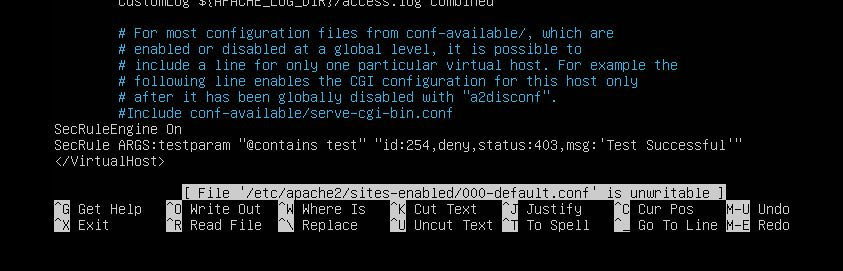 CustomLog ${APACHE_LOG_DIR}/access.log combined
# For most configuration files from conf-available/, which are
# enabled or disabled at a global level, it is possible to
# include a line for only one particular virtual host. For example the
# following line enables the CGI configuration for this host only
# after it has been globally disabled with "a2disconf".
#Include conf-available/serve-cgi-bin.conf
SecRuleEngine On
SecRule ARGS:testparam "@contains test" "id:254,deny,status:403,msg:'Test Successful'"
</VirtualHost>
[ File '/etc/apache2/sites-enabled/000-default.conf' is unwritable ]
^G Get Help ^O Write Out ^W Where Is ^K Cut Text ^J Justify ^C Cur Pos M-U Undo
^X Exit ^R Read File ^\ Replace ^U Uncut Text ^T To Spell ^_ Go To Line M-E Redo